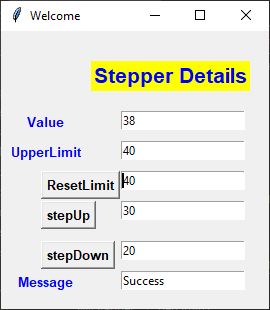 Welcome
Stepper Details
Value 38
UpperLimit 40
ResetLimit 40
stepUp 30
stepDown 20
Message Success